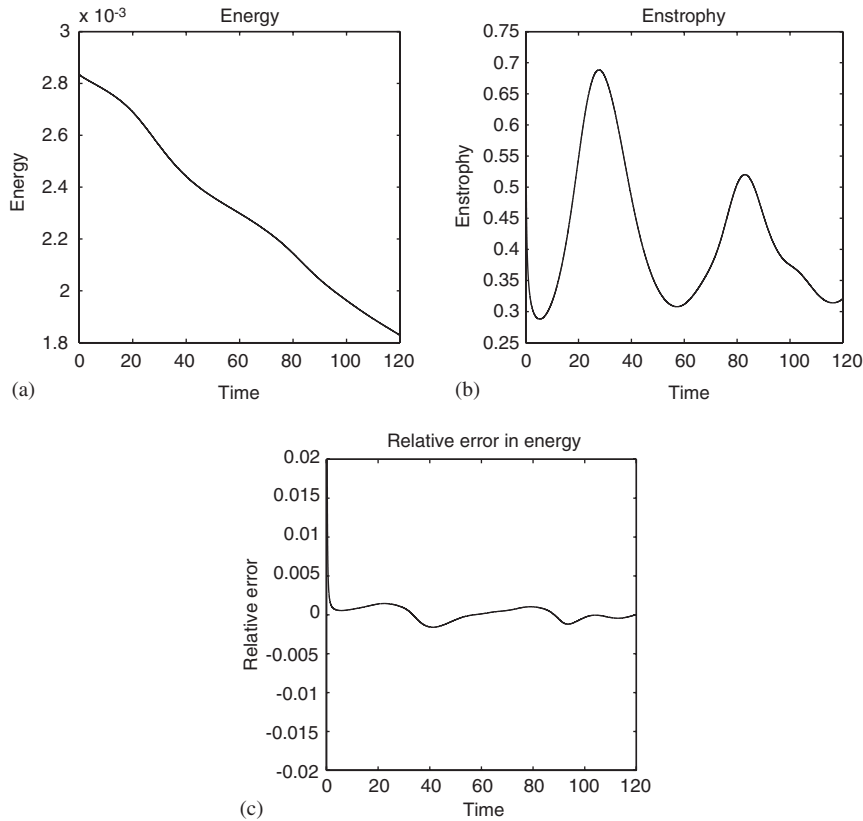 Energy
x 10-3
3
2.8
2.6
2.4
2.2
2
1.8
Energy
0 20 40 60 80 100 120
Time
(a)
Enstrophy
0.75
0.7
0.65
0.6
0.55
0.5
0.45
0.4
0.35
0.3
0.25
Enstrophy
0 20 40 60 80 100 120
Time
(b)
Relative error in energy
0.02
0.015
0.01
0.005
0
-0.005
-0.01
-0.015
-0.02
Relative error
0 20 40 60 80 100 120
Time
(c)